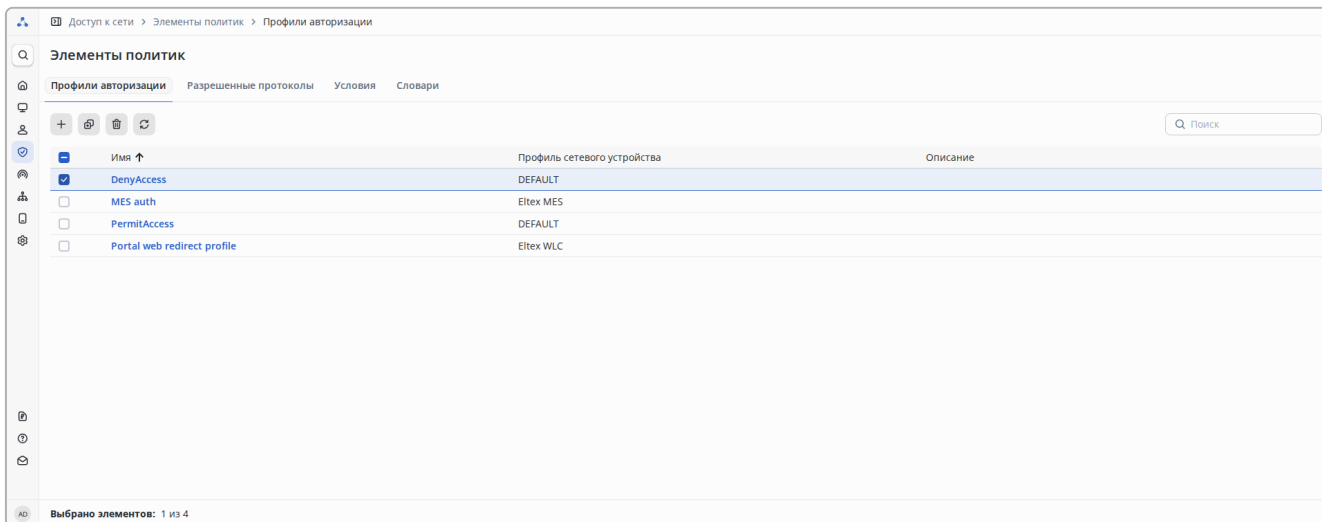 Доступ к сети > Элементы политик > Профили авторизации
Элементы политик
Профили авторизации Разрешенные протоколы Условия Словари
Поиск
Имя Профиль сетевого устройства Описание
DenyAccess DEFAULT
MES auth Eltex MES
PermitAccess DEFAULT
Portal web redirect profile Eltex WLC
AD Выбрано элементов: 1 из 4